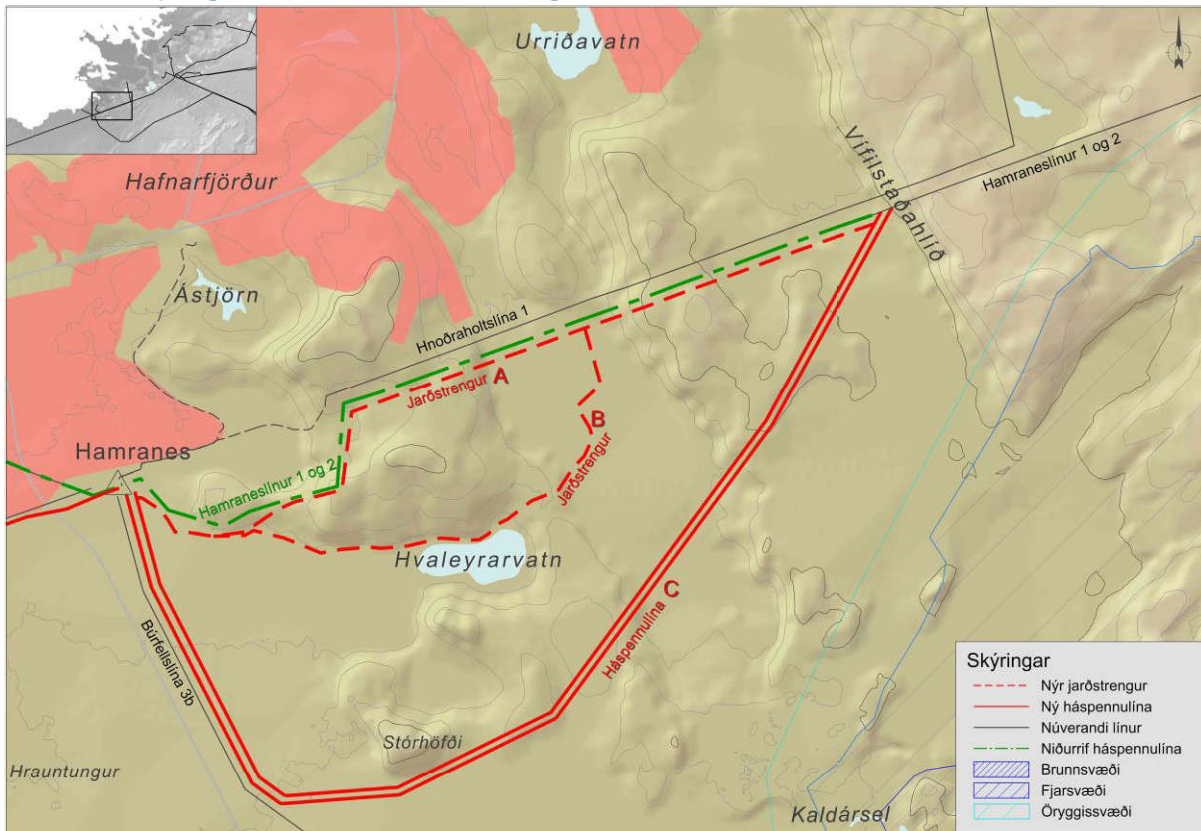 Urriðavatn
Vífilstaðahlíð
Hamraneslínur 1 og 2
Hafnarfjörður
Ástjörn
Hnoðraholtslína 1
Jarðstrengur A
B
Jarðstrengur
Hamranes
Hamraneslínur 1 og 2
Hvaleyrarvatn
Háspennulína C
Búrfellslína 3b
Stórhöfði
Hrauntungur
Kaldársel
Skýringar
Nýr jarðstrengur
Ný háspennulína
Núverandi línur
Niðurrif háspennulína
Brunnsvæði
Fjarsvæði
Öryggissvæði